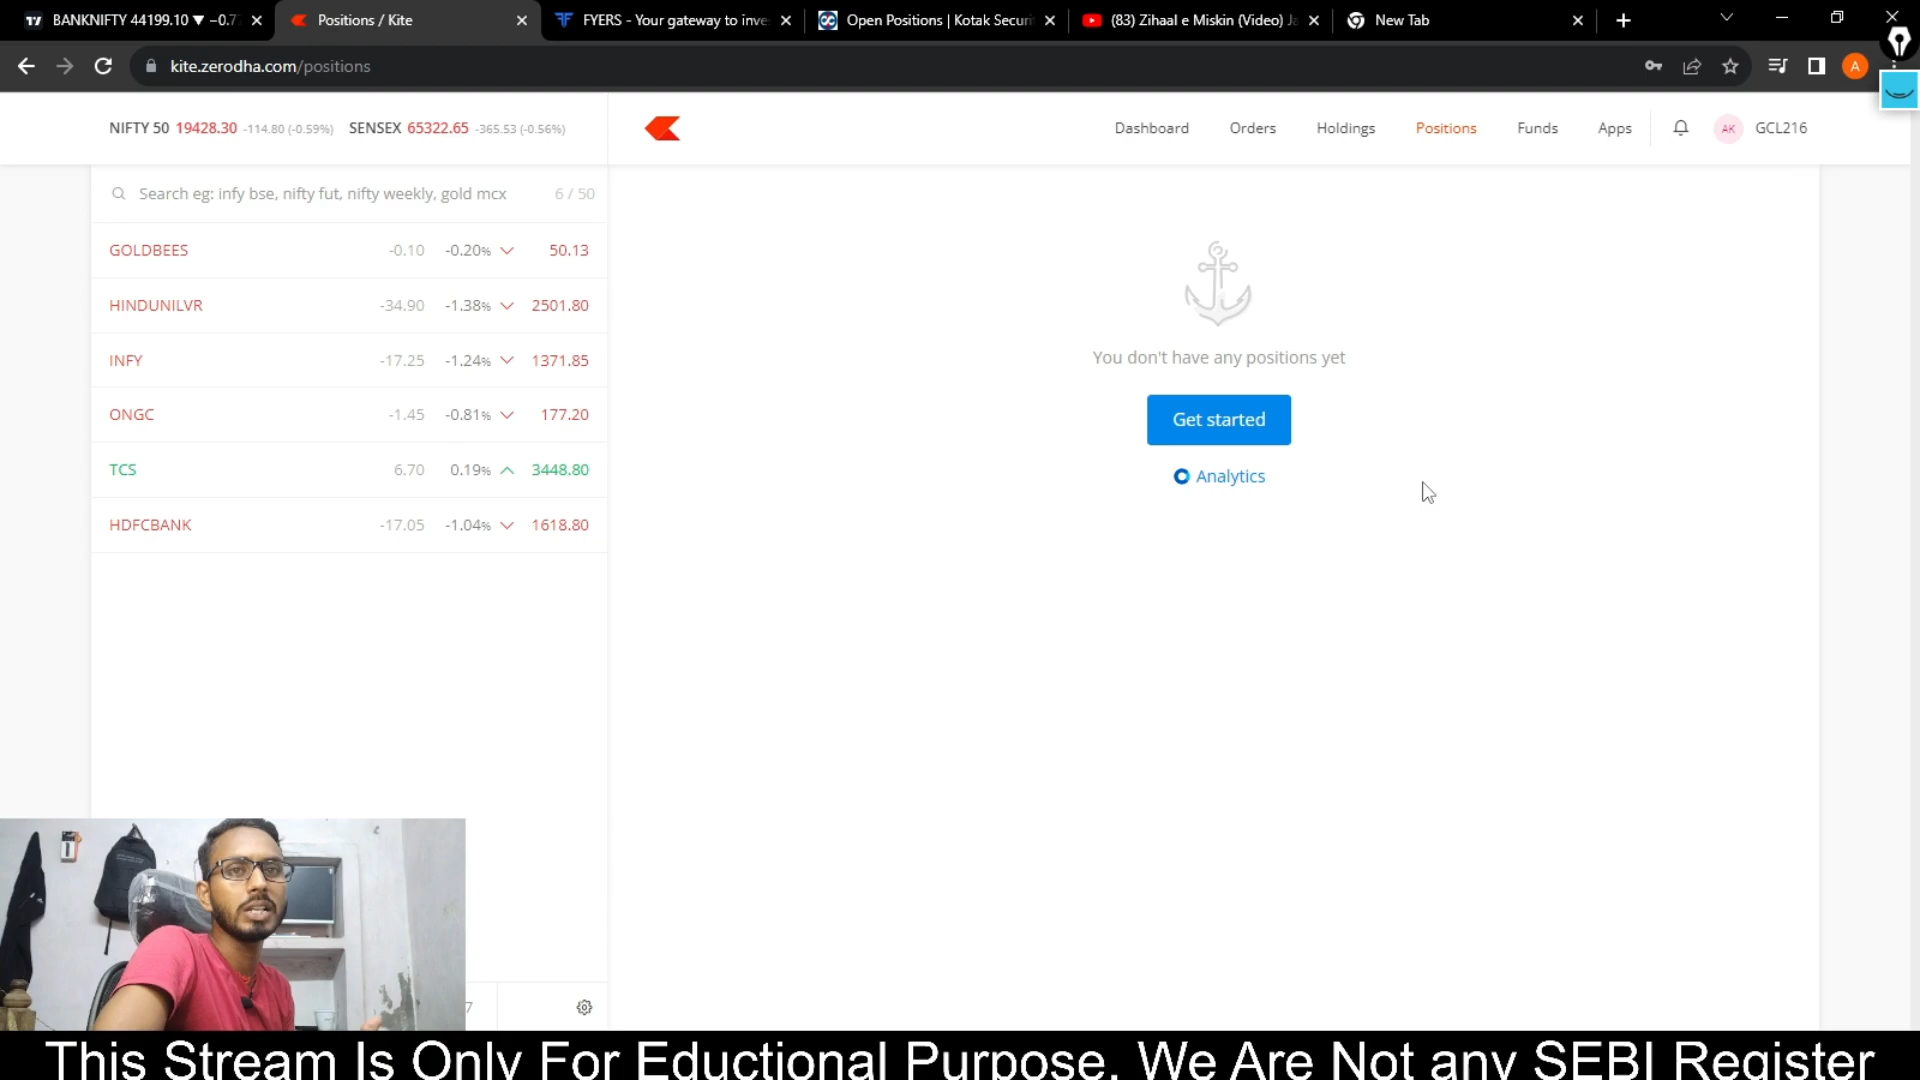 BANKNIFTY 44199.10 ▼ −0.7
Positions / Kite
FYERS - Your gateway to inve
Open Positions | Kotak Securi
(83) Zihaal e Miskin (Video) Ja
New Tab
kite.zerodha.com/positions
A
NIFTY 50 19428.30 -114.80 (-0.59%) SENSEX 65322.65 -365.53 (-0.56%)
Dashboard Orders Holdings Positions Funds Apps AK GCL216
Search eg: infy bse, nifty fut, nifty weekly, gold mcx 6 / 50
GOLDBEES -0.10 -0.20% 50.13
HINDUNILVR -34.90 -1.38% 2501.80
INFY -17.25 -1.24% 1371.85
ONGC -1.45 -0.81% 177.20
TCS 6.70 0.19% 3448.80
HDFCBANK -17.05 -1.04% 1618.80
You don't have any positions yet
Get started
Analytics
7
This Stream Is Only For Eductional Purpose. We Are Not any SEBI Register